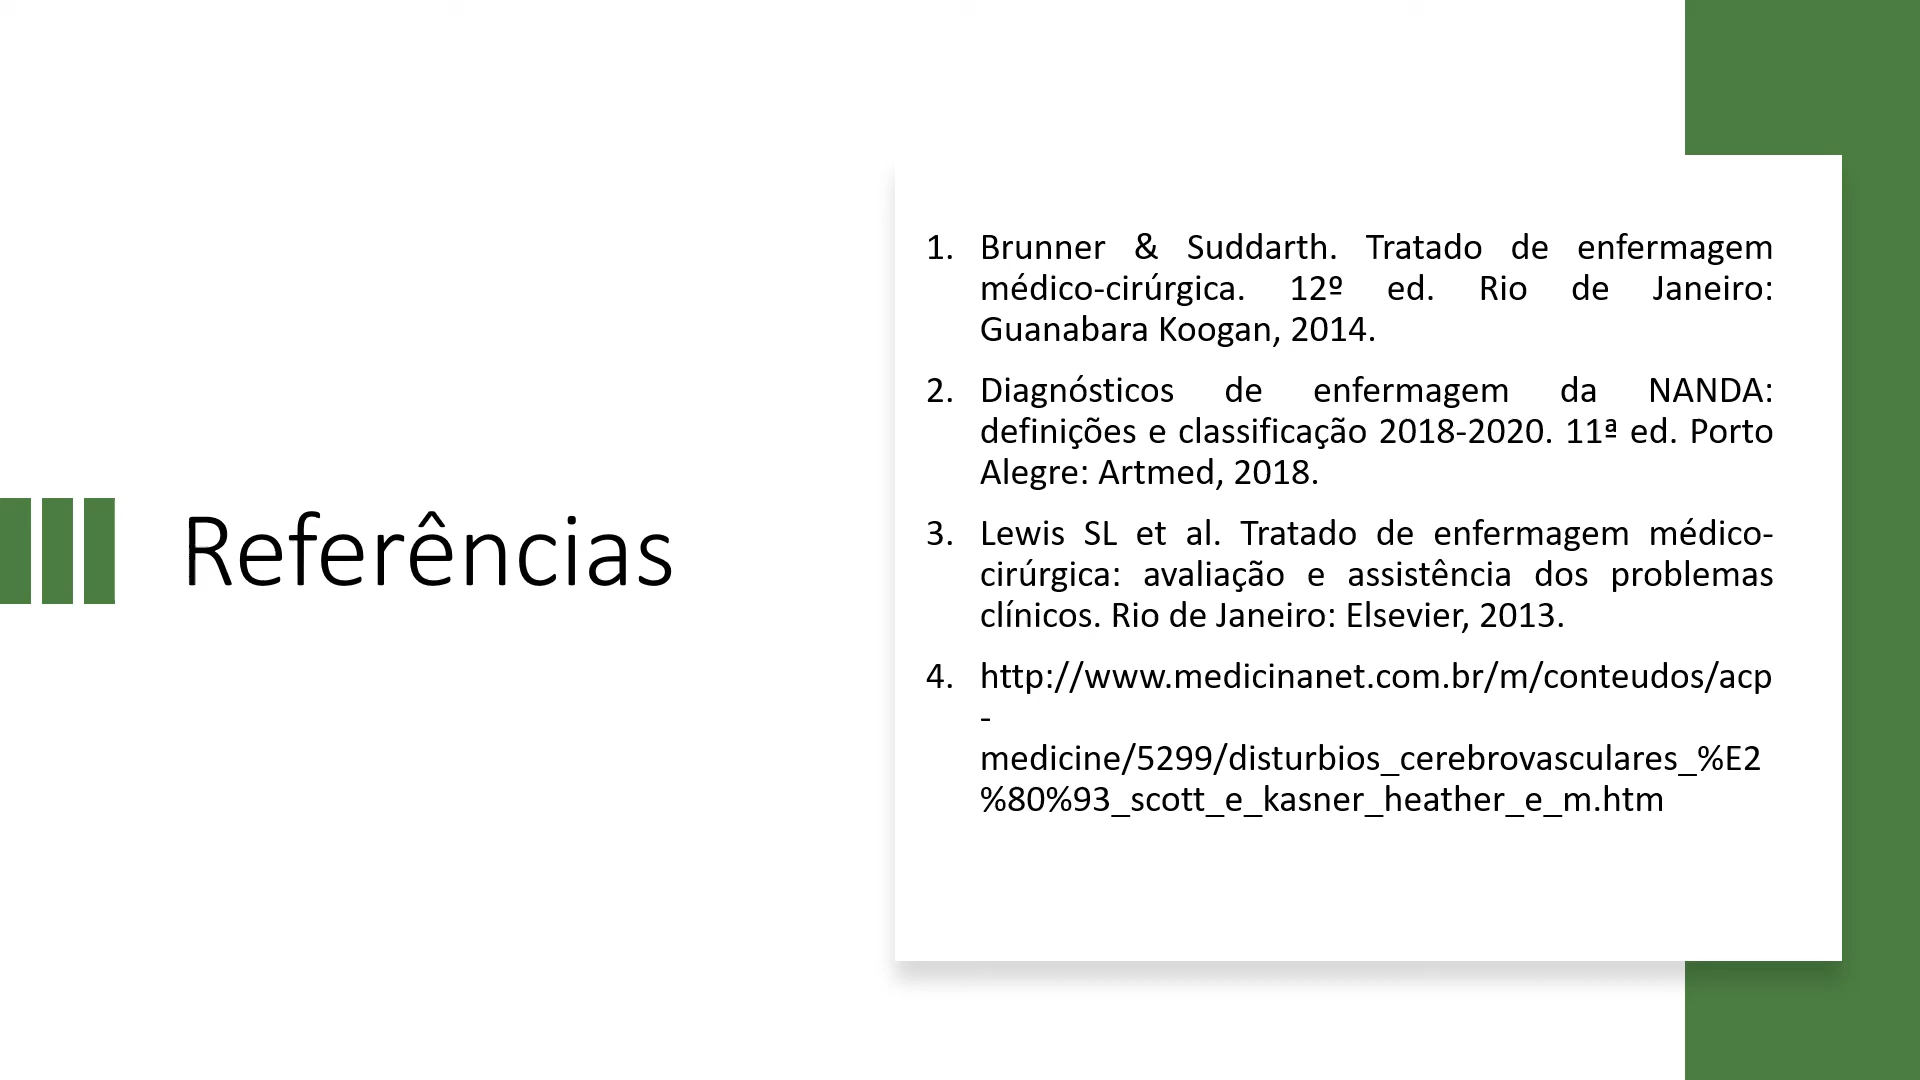 Referências
1. Brunner & Suddarth. Tratado de enfermagem
médico-cirúrgica. 12º ed. Rio de Janeiro:
Guanabara Koogan, 2014.
2. Diagnósticos de enfermagem da NANDA:
definições e classificação 2018-2020. 11ª ed. Porto
Alegre: Artmed, 2018.
3. Lewis SL et al. Tratado de enfermagem médico-
cirúrgica: avaliação e assistência dos problemas
clínicos. Rio de Janeiro: Elsevier, 2013.
4. http://www.medicinanet.com.br/m/conteudos/acp
-
medicine/5299/disturbios_cerebrovasculares_%E2
%80%93_scott_e_kasner_heather_e_m.htm